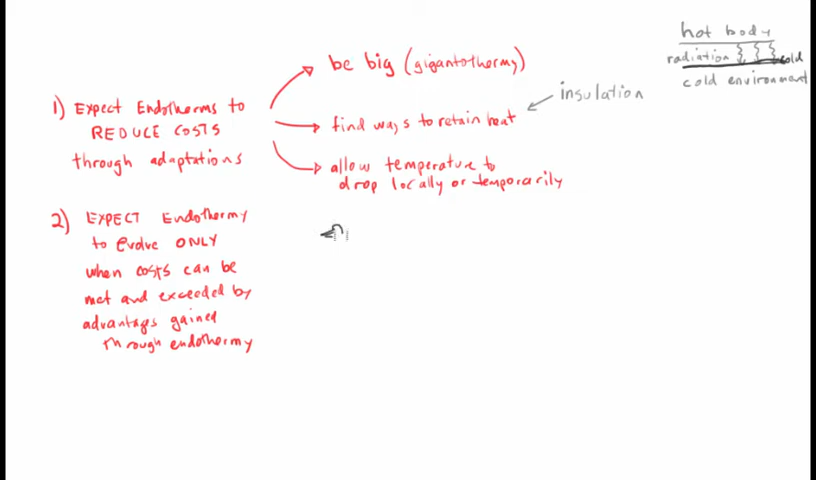 hot body
radiation cold
cold environment
be big (gigantothermy)
insulation
1) Expect Endotherms to
REDUCE COSTS
through adaptations
find ways to retain heat
allow temperature to
drop locally or temporarily
2) EXPECT Endothermy
to evolve ONLY
when costs can be
met and exceeded by
advantages gained
through endothermy